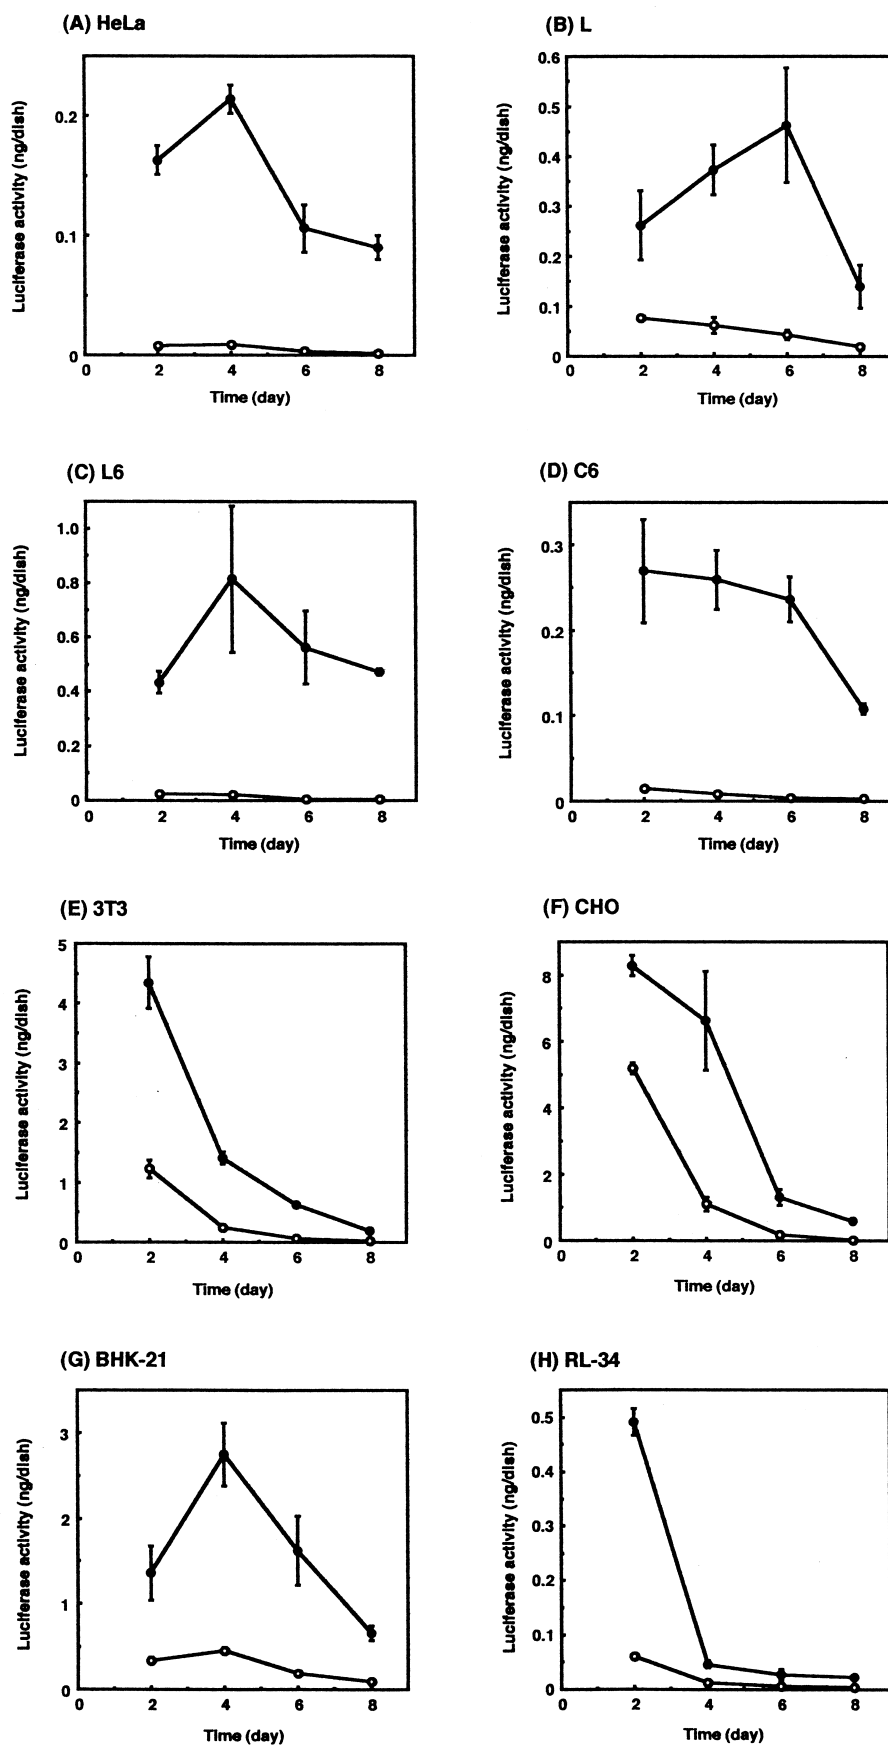 (A) HeLa
Luciferase activity (ng/dish)
0.2
0.1
0
0 2 4 6 8
Time (day)
(B) L
Luciferase activity (ng/dish)
0.6
0.5
0.4
0.3
0.2
0.1
0
0 2 4 6 8
Time (day)
(C) L6
Luciferase activity (ng/dish)
1.0
0.8
0.6
0.4
0.2
0
0 2 4 6 8
Time (day)
(D) C6
Luciferase activity (ng/dish)
0.3
0.2
0.1
0
0 2 4 6 8
Time (day)
(E) 3T3
Luciferase activity (ng/dish)
5
4
3
2
1
0
0 2 4 6 8
Time (day)
(F) CHO
Luciferase activity (ng/dish)
8
6
4
2
0
0 2 4 6 8
Time (day)
(G) BHK-21
Luciferase activity (ng/dish)
3
2
1
0
0 2 4 6 8
Time (day)
(H) RL-34
Luciferase activity (ng/dish)
0.5
0.4
0.3
0.2
0.1
0
0 2 4 6 8
Time (day)